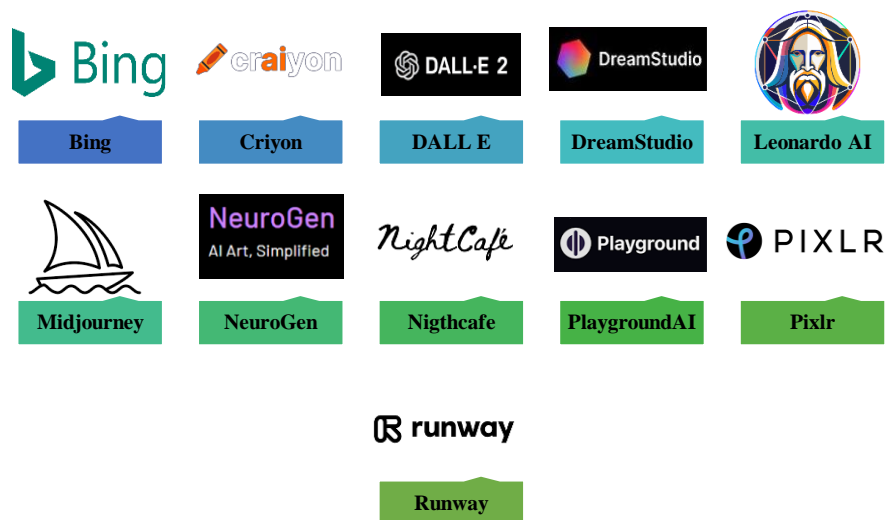 Bing
craiyon
DALL·E 2
DreamStudio
Bing
Criyon
DALL E
DreamStudio
Leonardo AI
NeuroGen
AI Art, Simplified
NightCafé
Playground
PIXLR
Midjourney
NeuroGen
Nigthcafe
PlaygroundAI
Pixlr
runway
Runway